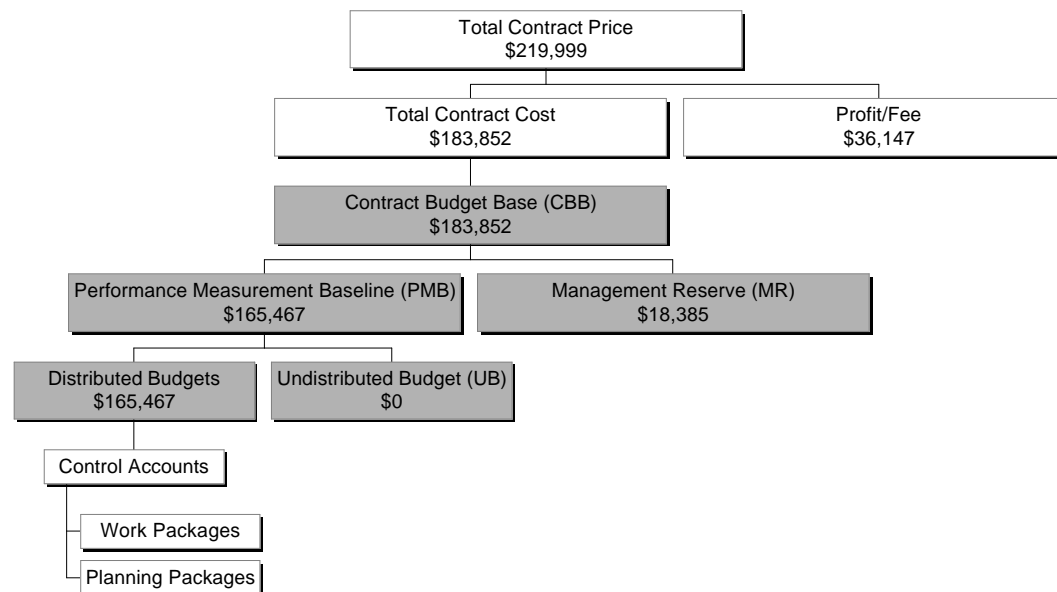 Total Contract Price
$219,999
Total Contract Cost
$183,852
Profit/Fee
$36,147
Contract Budget Base (CBB)
$183,852
Performance Measurement Baseline (PMB)
$165,467
Management Reserve (MR)
$18,385
Distributed Budgets
$165,467
Undistributed Budget (UB)
$0
Control Accounts
Work Packages
Planning Packages